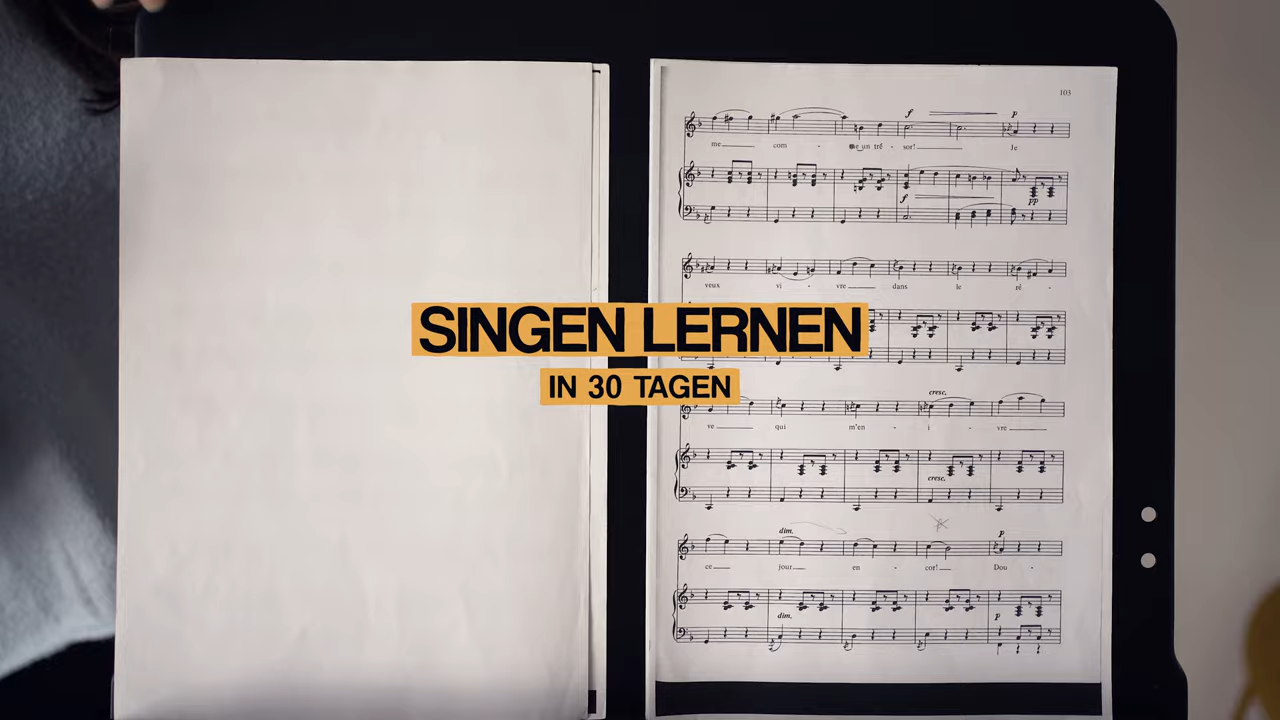 103
f p
me com - me un tré - sor! Je
f pp
veux vi - vre dans le rê -
SINGEN LERNEN
IN 30 TAGEN
cresc.
ve qui m'en - i - vre
cresc.
dim. p
ce jour en - cor! Dou -
dim. p